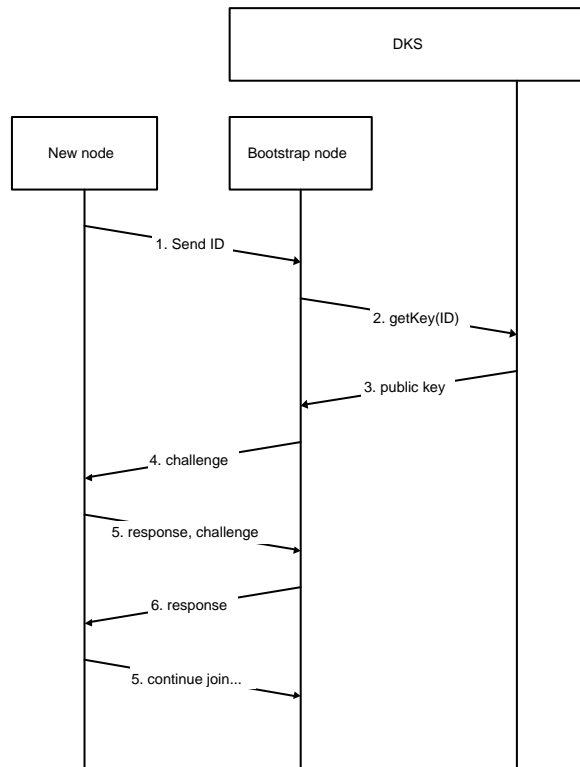 DKS
New node
Bootstrap node
1. Send ID
2. getKey(ID)
3. public key
4. challenge
5. response, challenge
6. response
5. continue join...